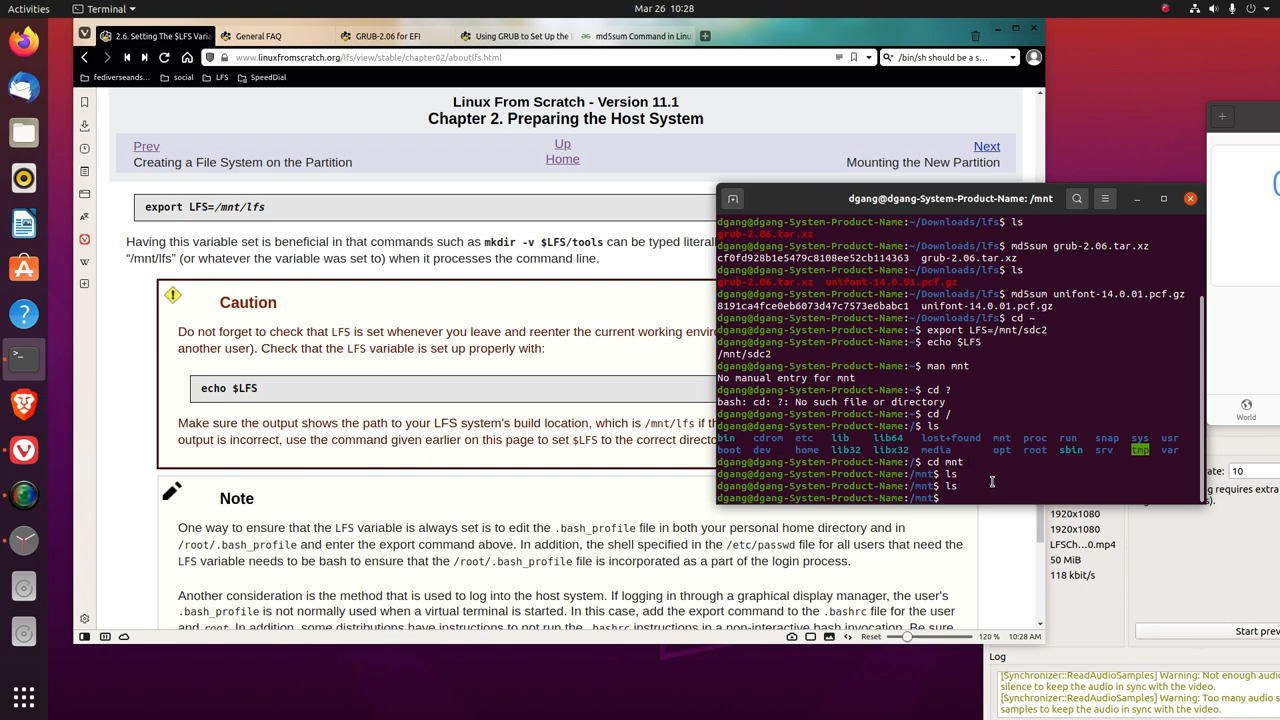 Activities
Terminal
Mar 26 10:28
2.6. Setting The $LFS Varia
General FAQ
GRUB-2.06 for EFI
Using GRUB to Set Up the
md5sum Command in Linu
www.linuxfromscratch.org/lfs/view/stable/chapter02/aboutlfs.html
/bin/sh should be a s...
fediverseands...
social
LFS
SpeedDial
Linux From Scratch - Version 11.1
Chapter 2. Preparing the Host System
Prev
Up
Next
Creating a File System on the Partition
Home
Mounting the New Partition
export LFS=/mnt/lfs
Having this variable set is beneficial in that commands such as mkdir -v $LFS/tools can be typed literal
“/mnt/lfs” (or whatever the variable was set to) when it processes the command line.
Caution
Do not forget to check that LFS is set whenever you leave and reenter the current working envir
another user). Check that the LFS variable is set up properly with:
echo $LFS
Make sure the output shows the path to your LFS system's build location, which is /mnt/lfs if th
output is incorrect, use the command given earlier on this page to set $LFS to the correct directo
Note
One way to ensure that the LFS variable is always set is to edit the .bash_profile file in both your personal home directory and in
/root/.bash_profile and enter the export command above. In addition, the shell specified in the /etc/passwd file for all users that need the
LFS variable needs to be bash to ensure that the /root/.bash_profile file is incorporated as a part of the login process.
Another consideration is the method that is used to log into the host system. If logging in through a graphical display manager, the user's
.bash_profile is not normally used when a virtual terminal is started. In this case, add the export command to the .bashrc file for the user
and root. In addition, some distributions have instructions to not run the .bashrc instructions in a non-interactive bash invocation. Be sure
Reset
120 %
10:28 AM
dgang@dgang-System-Product-Name: /mnt
dgang@dgang-System-Product-Name:~/Downloads/lfs$ ls
grub-2.06.tar.xz
dgang@dgang-System-Product-Name:~/Downloads/lfs$ md5sum grub-2.06.tar.xz
cf0fd928b1e5479c8108ee52cb114363  grub-2.06.tar.xz
dgang@dgang-System-Product-Name:~/Downloads/lfs$ ls
grub-2.06.tar.xz  unifont-14.0.01.pcf.gz
dgang@dgang-System-Product-Name:~/Downloads/lfs$ md5sum unifont-14.0.01.pcf.gz
8191ca4fce0eb6073d47c7573e6babc1  unifont-14.0.01.pcf.gz
dgang@dgang-System-Product-Name:~/Downloads/lfs$ cd ~
dgang@dgang-System-Product-Name:~$ export LFS=/mnt/sdc2
dgang@dgang-System-Product-Name:~$ echo $LFS
/mnt/sdc2
dgang@dgang-System-Product-Name:~$ man mnt
No manual entry for mnt
dgang@dgang-System-Product-Name:~$ cd ?
bash: cd: ?: No such file or directory
dgang@dgang-System-Product-Name:~$ cd /
dgang@dgang-System-Product-Name:/$ ls
bin   cdrom  etc   lib    lib64   lost+found  mnt  proc  run   snap  sys  usr
boot  dev    home  lib32  libx32  media       opt  root  sbin  srv   tmp  var
dgang@dgang-System-Product-Name:/$ cd mnt
dgang@dgang-System-Product-Name:/mnt$ ls
dgang@dgang-System-Product-Name:/mnt$ ls
dgang@dgang-System-Product-Name:/mnt$
World
ate: 10
g requires extra
s).
1920x1080
1920x1080
LFSCh...0.mp4
50 MiB
118 kbit/s
Start prev
Log
[Synchronizer::ReadAudioSamples] Warning: Not enough audio
silence to keep the audio in sync with the video.
[Synchronizer::ReadAudioSamples] Warning: Too many audio s
samples to keep the audio in sync with the video.